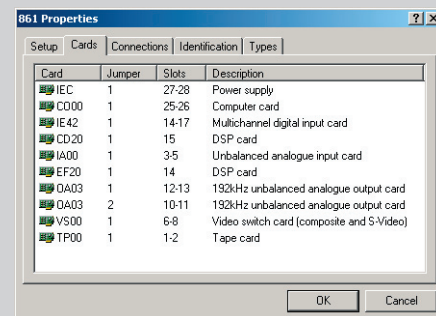 861 Properties
Setup Cards Connections Identification Types
Card Jumper Slots Description
IEC 1 27-28 Power supply
CO00 1 25-26 Computer card
IE42 1 14-17 Multichannel digital input card
CD20 1 15 DSP card
IA00 1 3-5 Unbalanced analogue input card
EF20 1 14 DSP card
OA03 1 12-13 192kHz unbalanced analogue output card
OA03 2 10-11 192kHz unbalanced analogue output card
VS00 1 6-8 Video switch card (composite and S-Video)
TP00 1 1-2 Tape card
OK Cancel